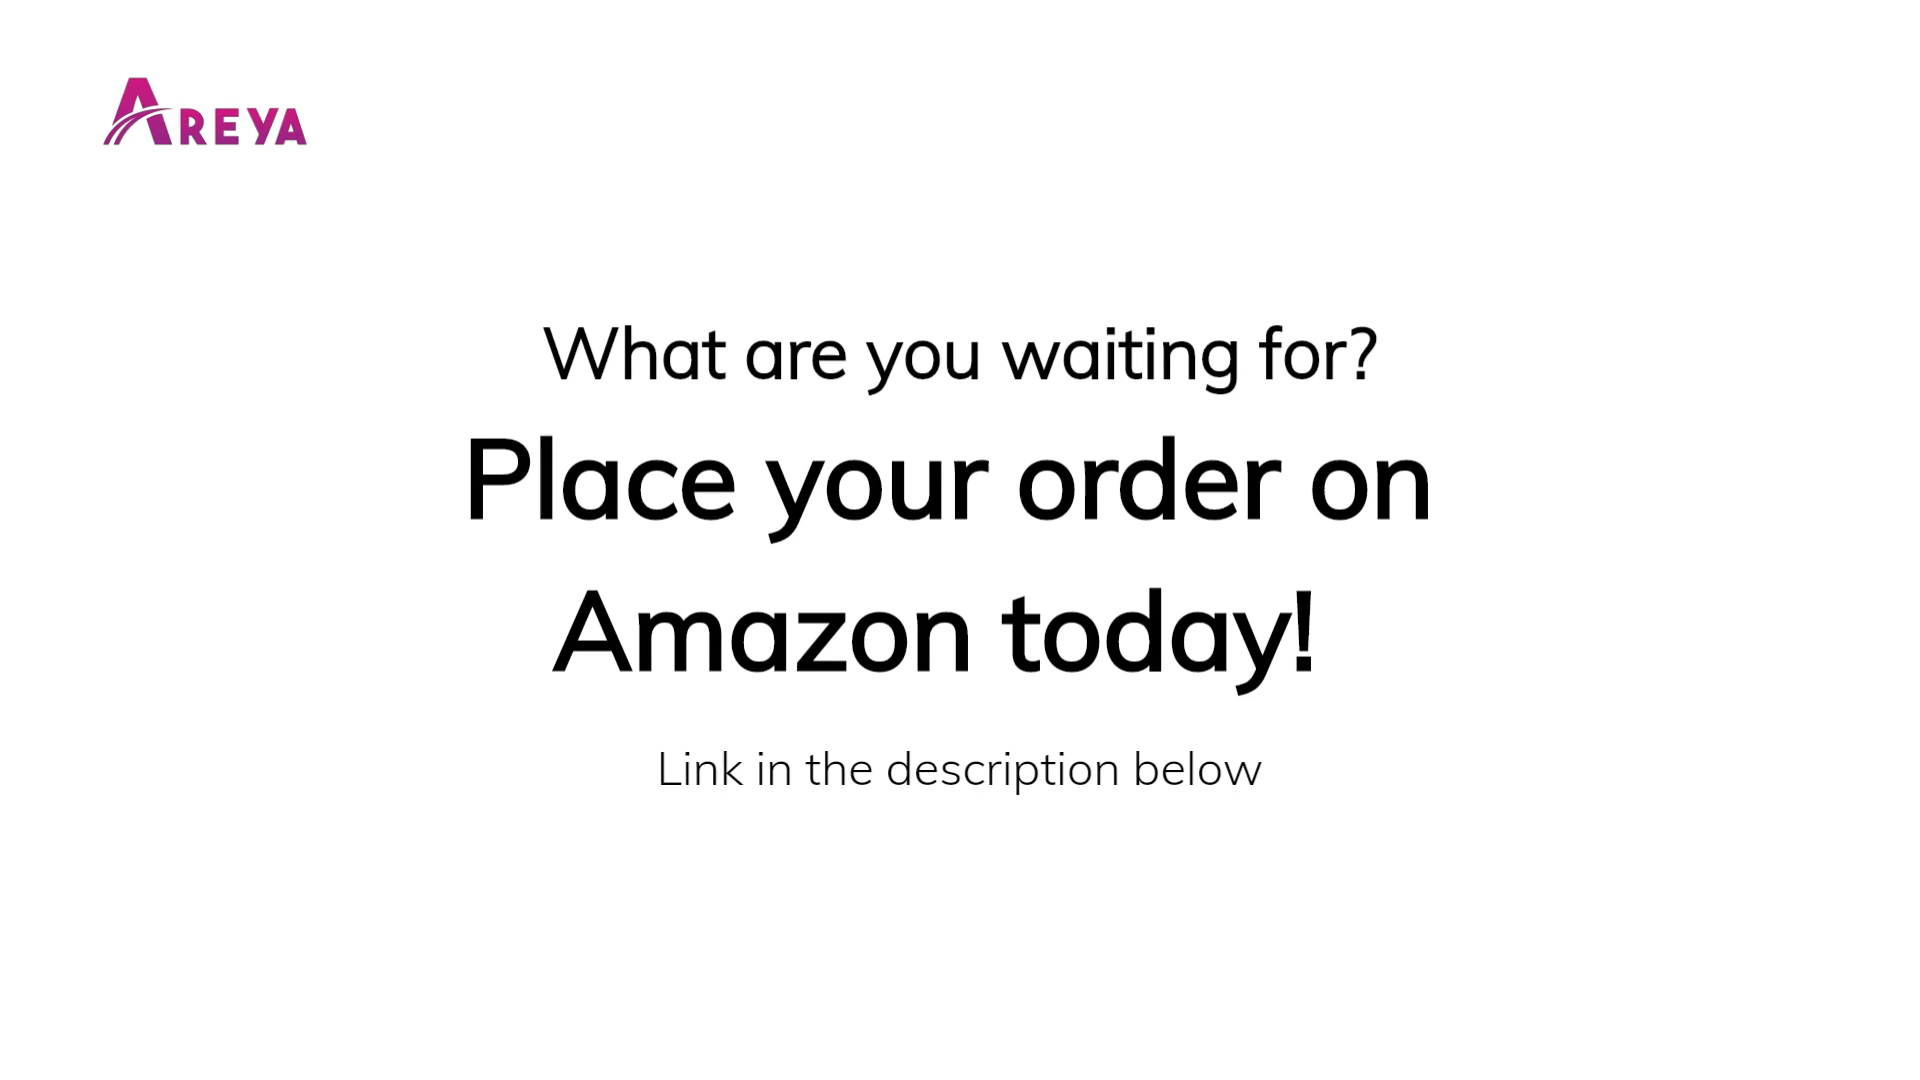 AREYA
What are you waiting for?
Place your order on
Amazon today!
Link in the description below